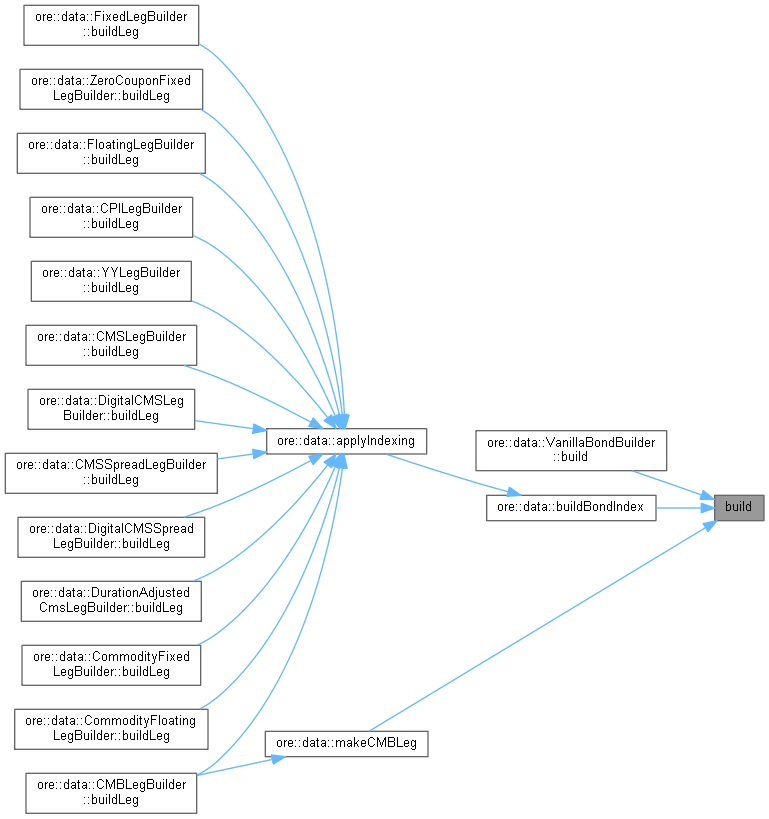 ore::data::FixedLegBuilder
::buildLeg
ore::data::ZeroCouponFixed
LegBuilder::buildLeg
ore::data::FloatingLegBuilder
::buildLeg
ore::data::CPILegBuilder
::buildLeg
ore::data::YYLegBuilder
::buildLeg
ore::data::CMSLegBuilder
::buildLeg
ore::data::DigitalCMSLeg
Builder::buildLeg
ore::data::CMSSpreadLegBuilder
::buildLeg
ore::data::DigitalCMSSpread
LegBuilder::buildLeg
ore::data::DurationAdjusted
CmsLegBuilder::buildLeg
ore::data::CommodityFixed
LegBuilder::buildLeg
ore::data::CommodityFloating
LegBuilder::buildLeg
ore::data::CMBLegBuilder
::buildLeg
ore::data::applyIndexing
ore::data::makeCMBLeg
ore::data::VanillaBondBuilder
::build
ore::data::buildBondIndex
build